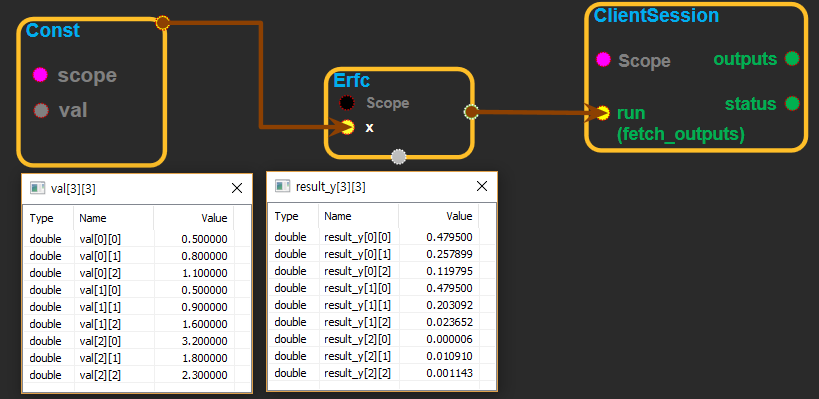 Const
scope
val
Erfc
Scope
x
ClientSession
Scope
outputs
status
run
(fetch_outputs)
val[3][3]
Type Name Value
double val[0][0] 0.500000
double val[0][1] 0.800000
double val[0][2] 1.100000
double val[1][0] 0.500000
double val[1][1] 0.900000
double val[1][2] 1.600000
double val[2][0] 3.200000
double val[2][1] 1.800000
double val[2][2] 2.300000
result_y[3][3]
Type Name Value
double result_y[0][0] 0.479500
double result_y[0][1] 0.257899
double result_y[0][2] 0.119795
double result_y[1][0] 0.479500
double result_y[1][1] 0.203092
double result_y[1][2] 0.023652
double result_y[2][0] 0.000006
double result_y[2][1] 0.010910
double result_y[2][2] 0.001143